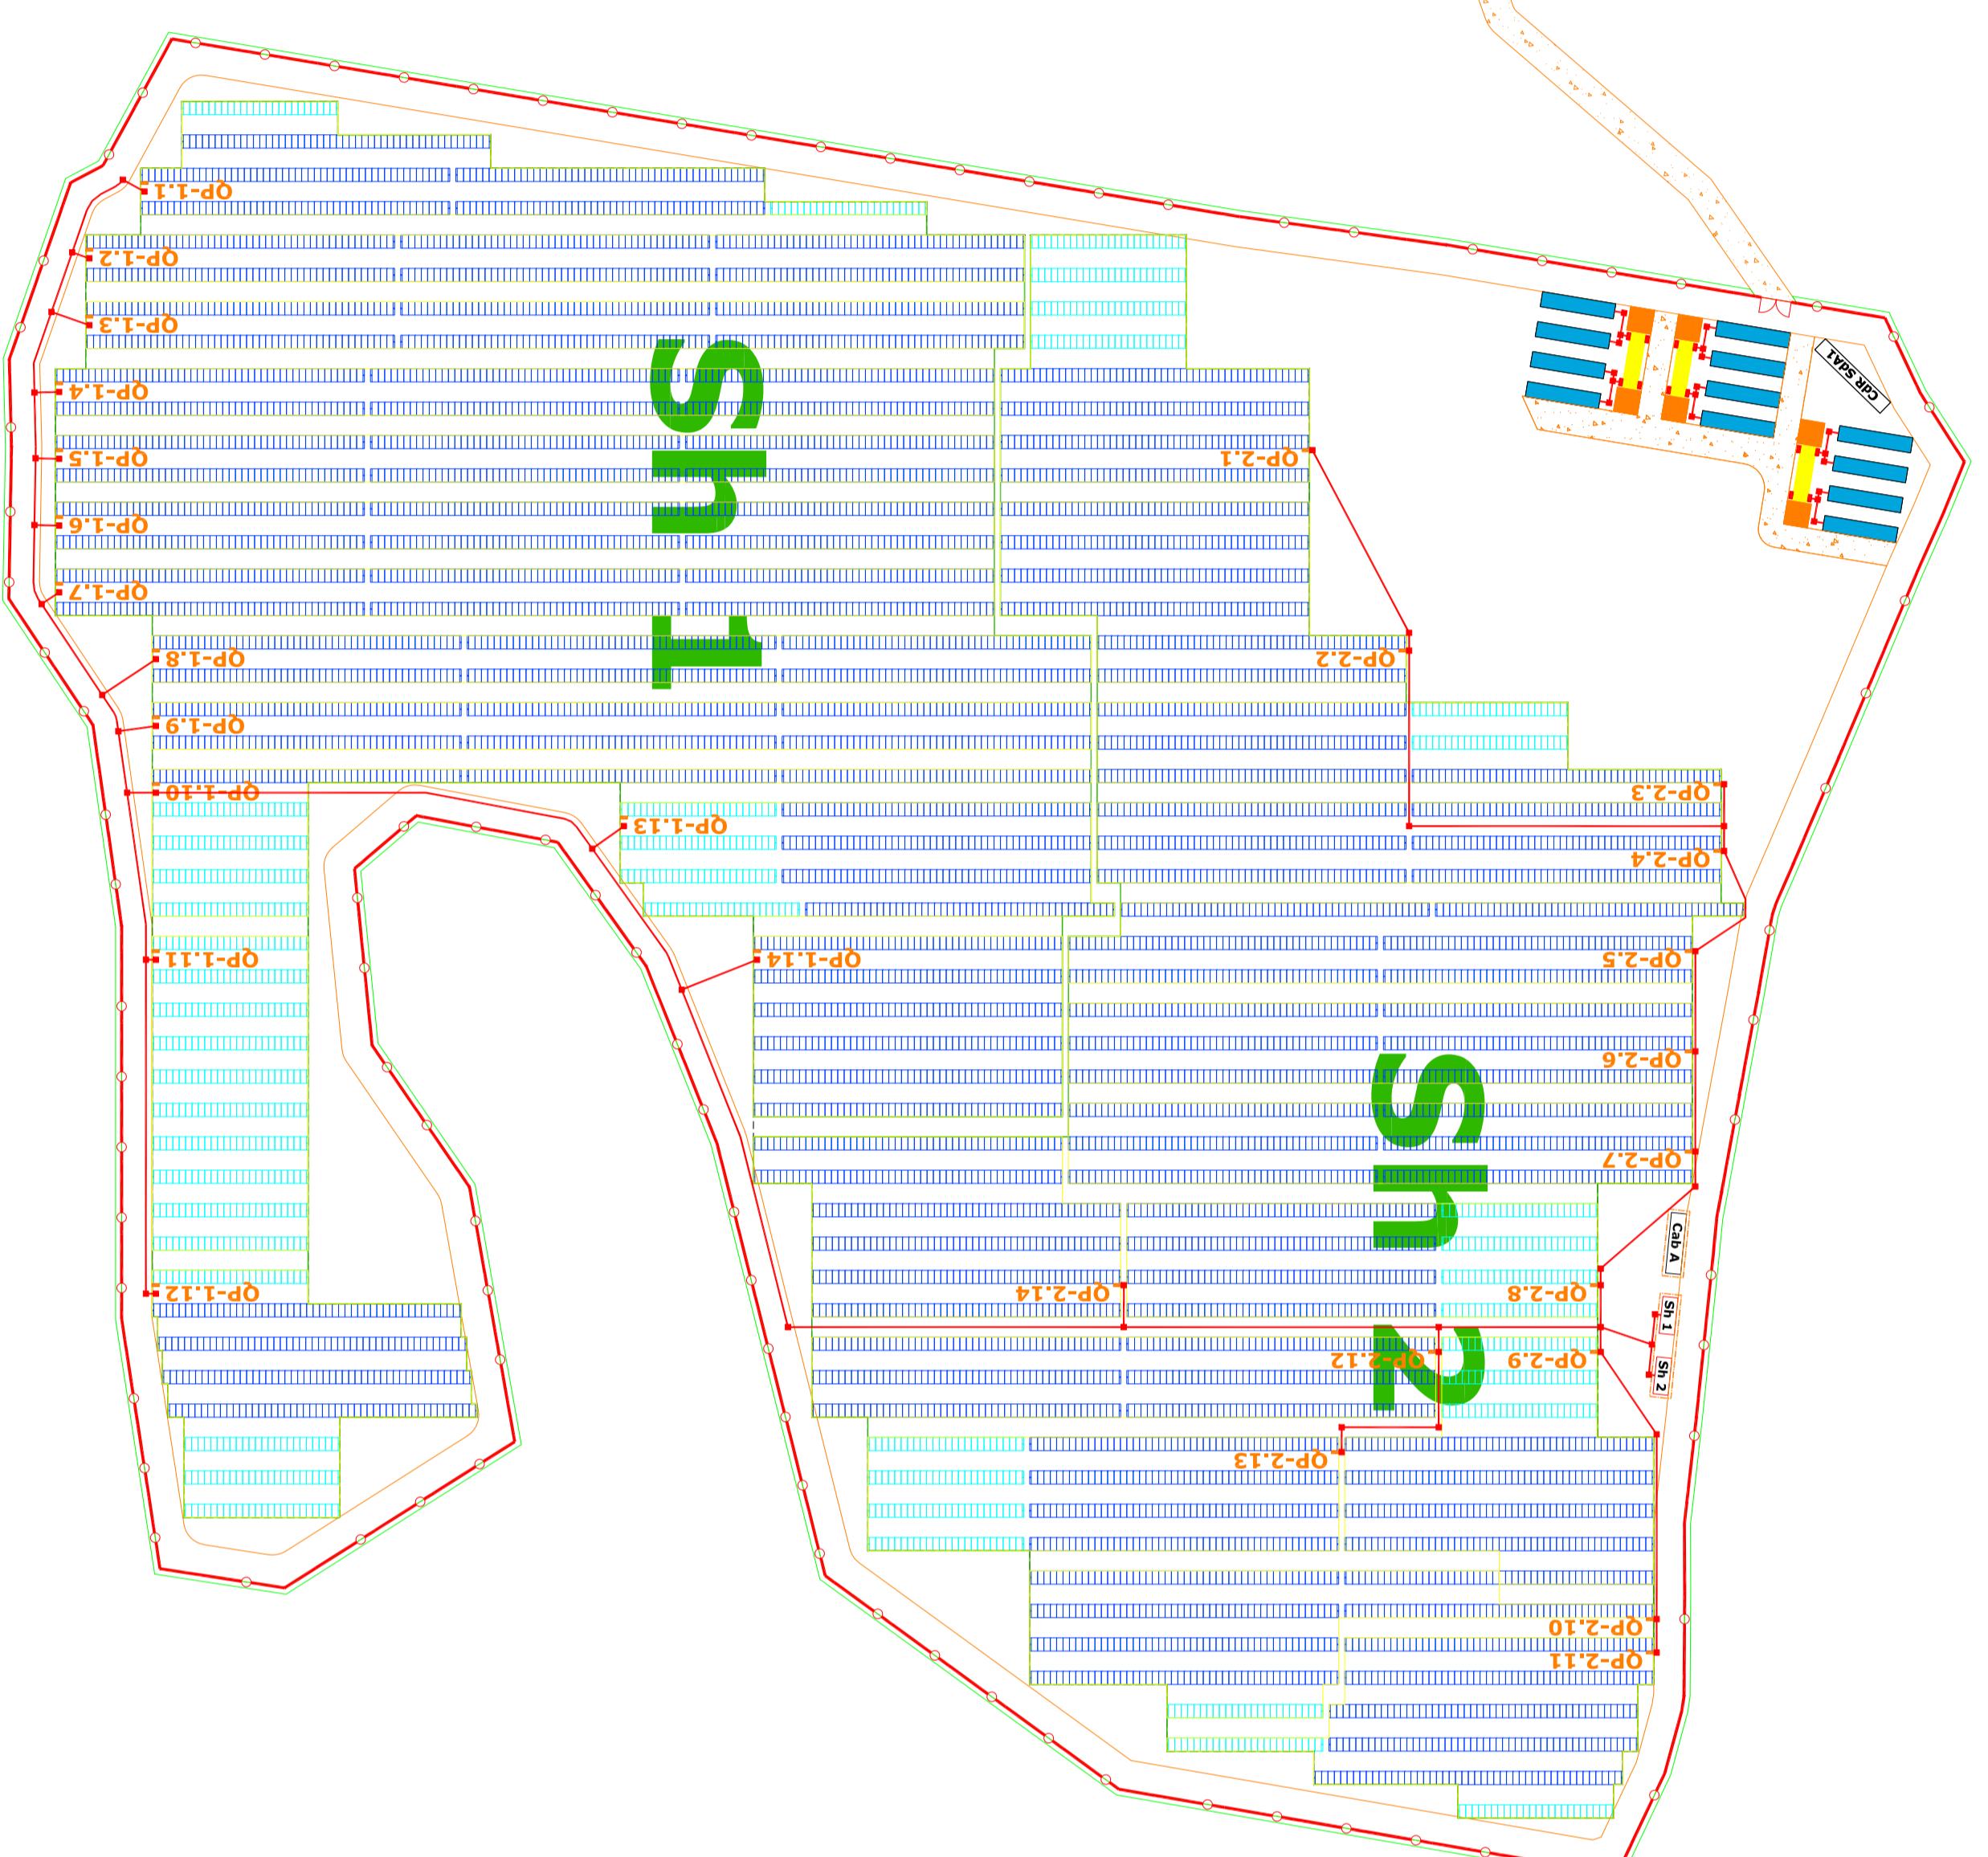 QP-1.1
QP-1.2
QP-1.3
CdR SdA1
Sh 1
QP-1.4
QP-2.1
QP-1.5
QP-1.6
QP-1.7
QP-1.8
QP-2.2
QP-1.9
QP-1.10
QP-2.3
QP-1.13
QP-2.4
QP-1.11
QP-1.14
QP-2.5
QP-2.6
Sh 2
QP-2.7
Cab A
QP-1.12
QP-2.14
QP-2.8
Sh 1
QP-2.12
QP-2.9
Sh 2
QP-2.13
QP-2.10
QP-2.11